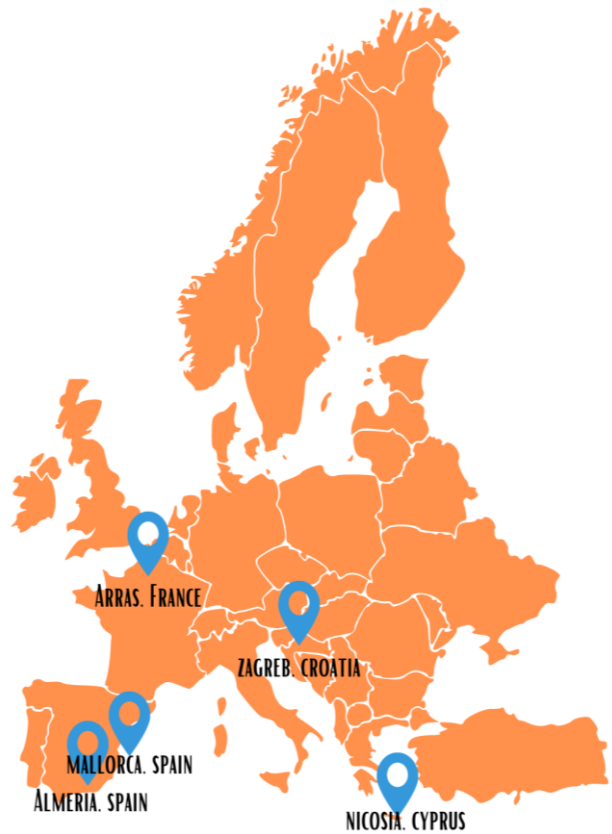 Arras. France
zagreb. croatia
mallorca. spain
Almeria. spain
nicosia. cyprus